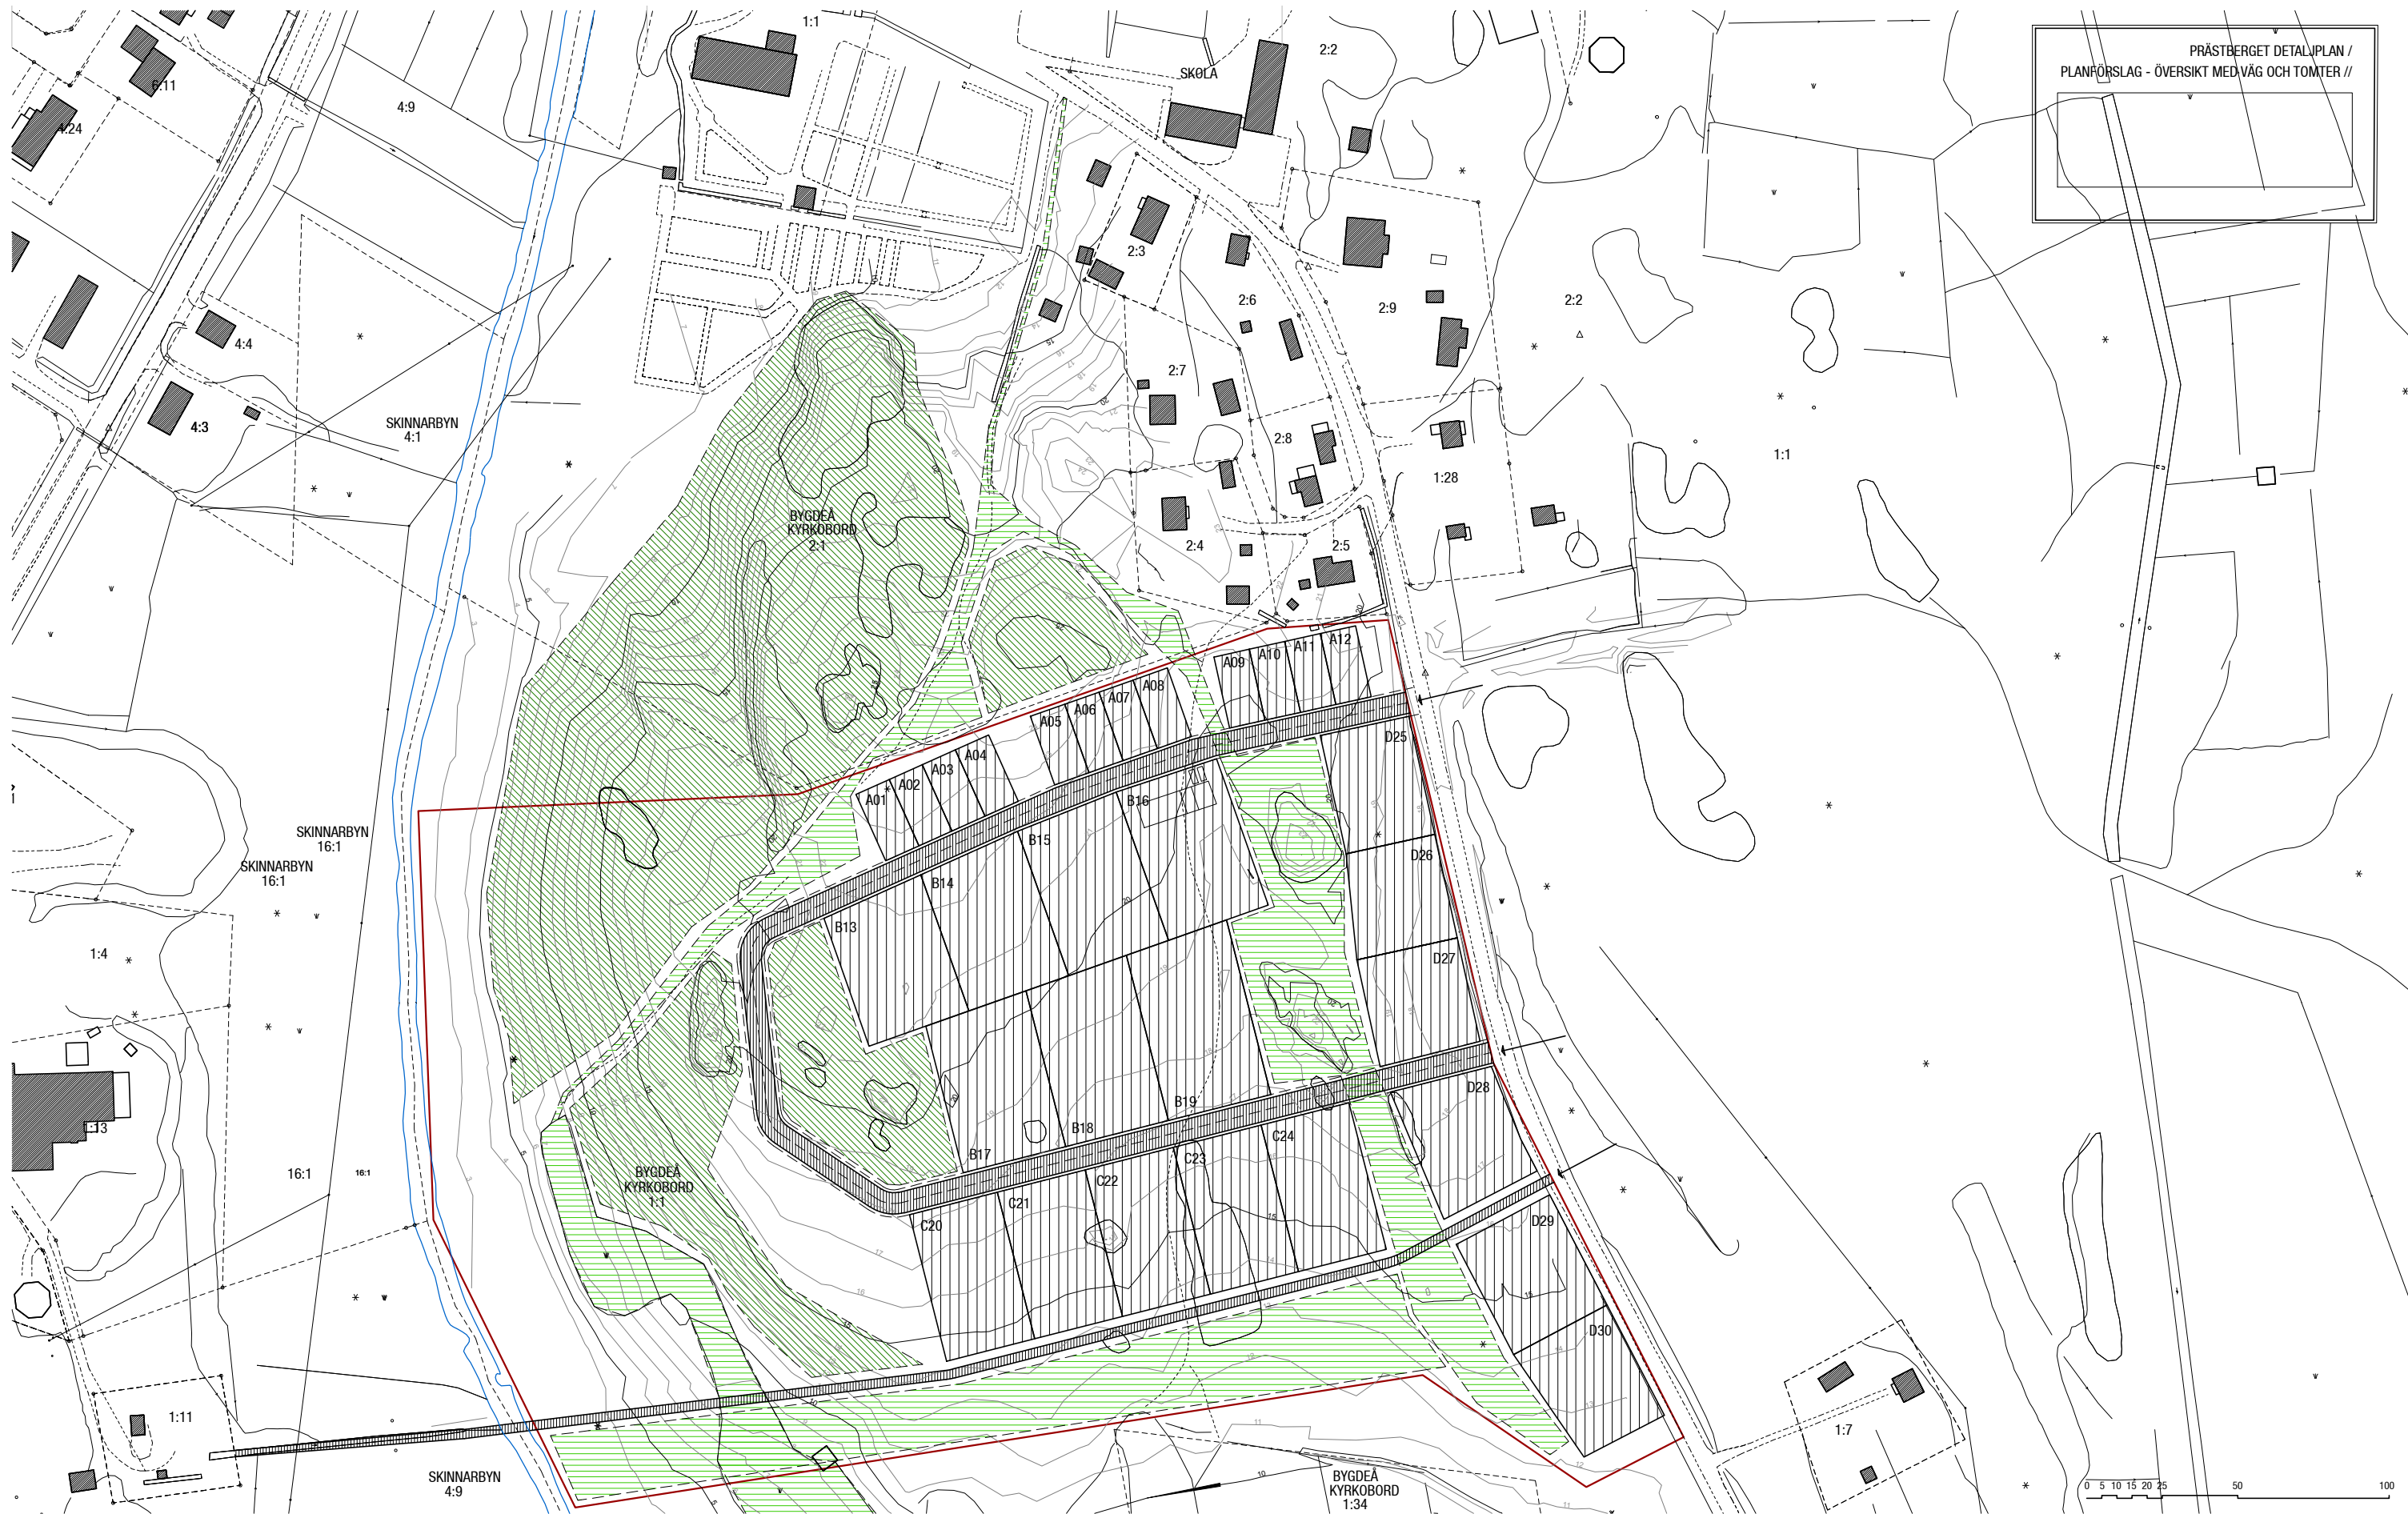 PRÄSTBERGET DETALJPLAN /
PLANFÖRSLAG - ÖVERSIKT MED VÄG OCH TOMTER //
1:1
SKOLA
2:2
6:11
4:24
4:9
2:3
2:6
2:9
2:2
4:4
2:7
4:3
SKINNARBYN
4:1
2:8
1:28
1:1
BYGDEÅ
KYRKOBORD
2:1
2:4
2:5
A01
A02
A03
A04
A05
A06
A07
A08
A09
A10
A11
A12
D25
B16
B15
B14
B13
D26
D27
SKINNARBYN
16:1
SKINNARBYN
16:1
1:4
1:13
16:1
16:1
BYGDEÅ
KYRKOBORD
1:1
B17
B18
B19
D28
C20
C21
C22
C23
C24
D29
D30
1:11
1:7
SKINNARBYN
4:9
BYGDEÅ
KYRKOBORD
1:34
0 5 10 15 20 25 50 100